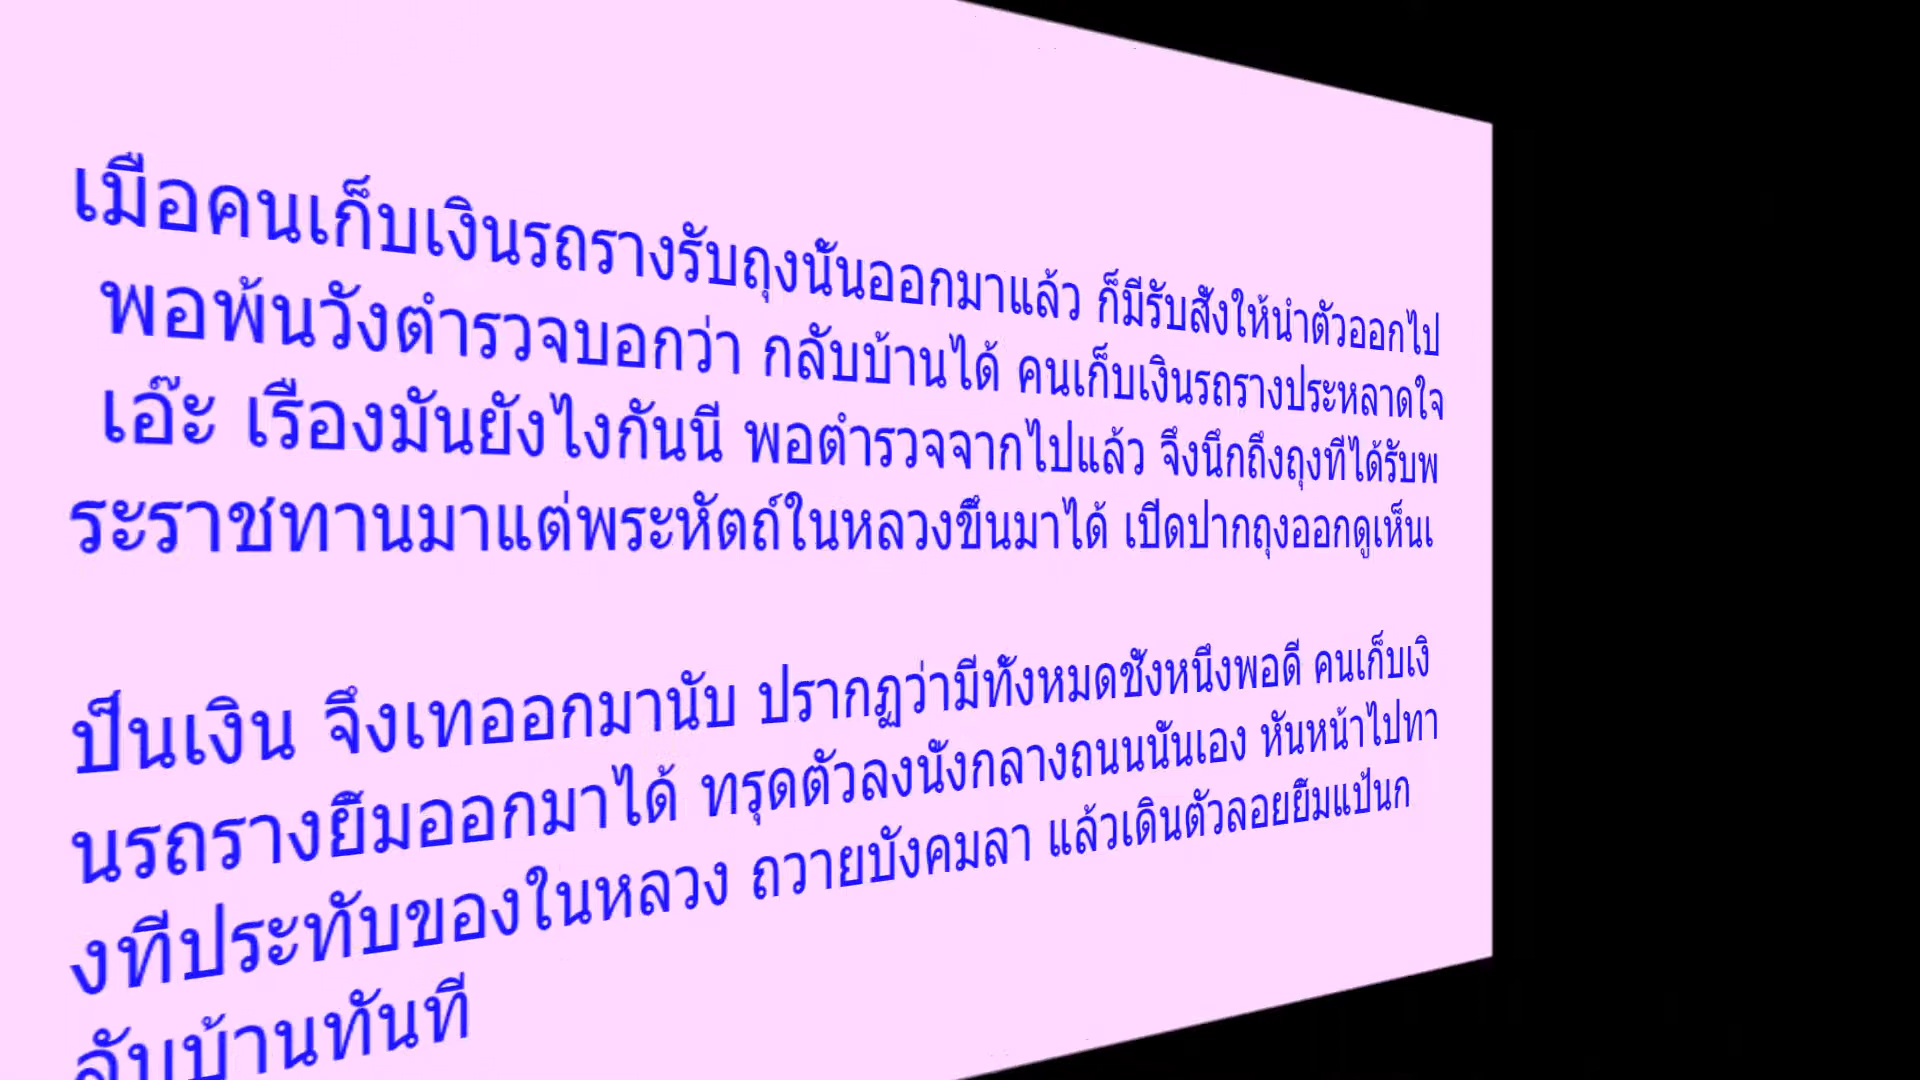 เมื่อคนเก็บเงินรถรางรับถุงนั้นออกมาแล้ว ก็มีรับสั่งให้นำตัวออกไป
พอพ้นวังตำรวจบอกว่า กลับบ้านได้ คนเก็บเงินรถรางประหลาดใจ
เอ๊ะ เรื่องมันยังไงกันนี่ พอตำรวจจากไปแล้ว จึงนึกถึงถุงที่ได้รับพ
ระราชทานมาแต่พระหัตถ์ในหลวงขึ้นมาได้ เปิดปากถุงออกดูเห็นเ
ป็นเงิน จึงเทออกมานับ ปรากฏว่ามีทั้งหมดชั่งหนึ่งพอดี คนเก็บเงิ
นรถรางยิ้มออกมาได้ ทรุดตัวลงนั่งกลางถนนนั้นเอง หันหน้าไปทา
งที่ประทับของในหลวง ถวายบังคมลา แล้วเดินตัวลอยยิ้มแป้นก
ลับบ้านทันที